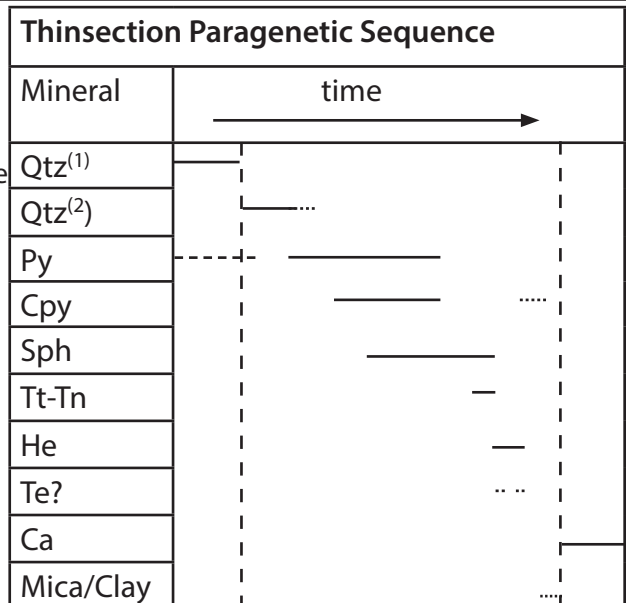 Thinsection Paragenetic Sequence
Mineral time
e Qtz(1)
Qtz(2)
Py
Cpy
Sph
Tt-Tn
He
Te?
Ca
Mica/Clay